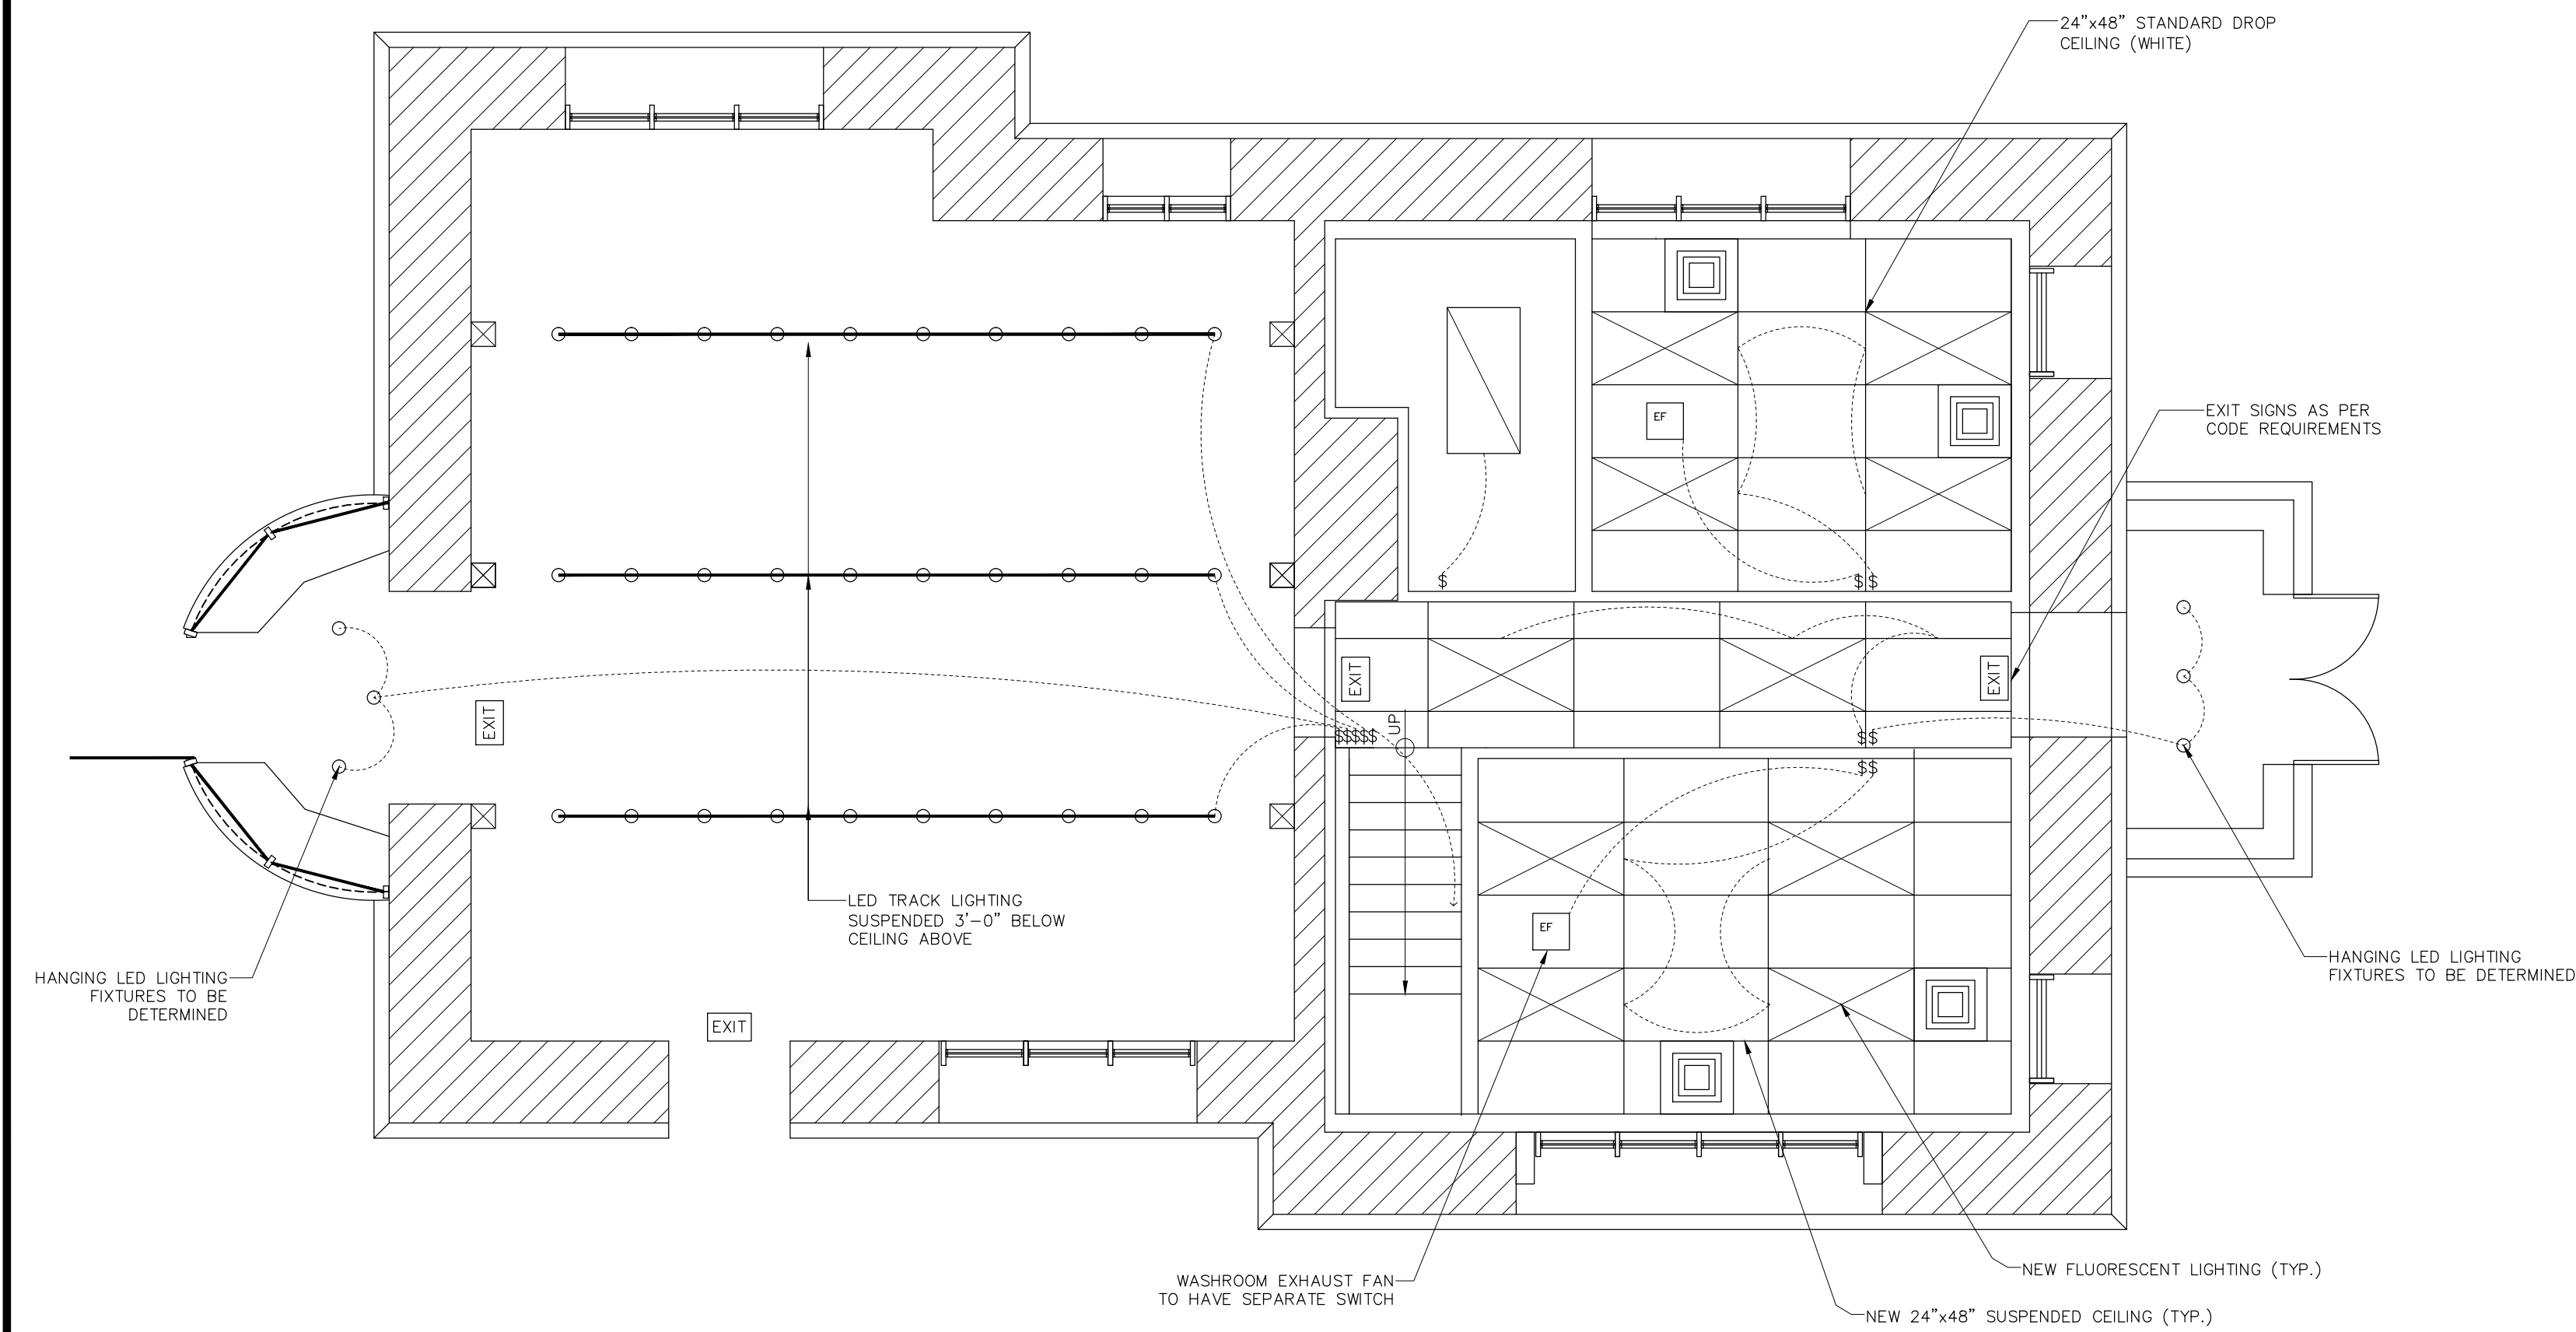 24”x48” STANDARD DROP
CEILING (WHITE)
EXIT SIGNS AS PER
CODE REQUIREMENTS
EF
$
$$
EXIT
EXIT
EXIT
UP
$$$$$
$$
$$
LED TRACK LIGHTING
SUSPENDED 3’-0” BELOW
CEILING ABOVE
EF
HANGING LED LIGHTING
FIXTURES TO BE
DETERMINED
HANGING LED LIGHTING
FIXTURES TO BE DETERMINED
EXIT
WASHROOM EXHAUST FAN
TO HAVE SEPARATE SWITCH
NEW FLUORESCENT LIGHTING (TYP.)
NEW 24”x48” SUSPENDED CEILING (TYP.)